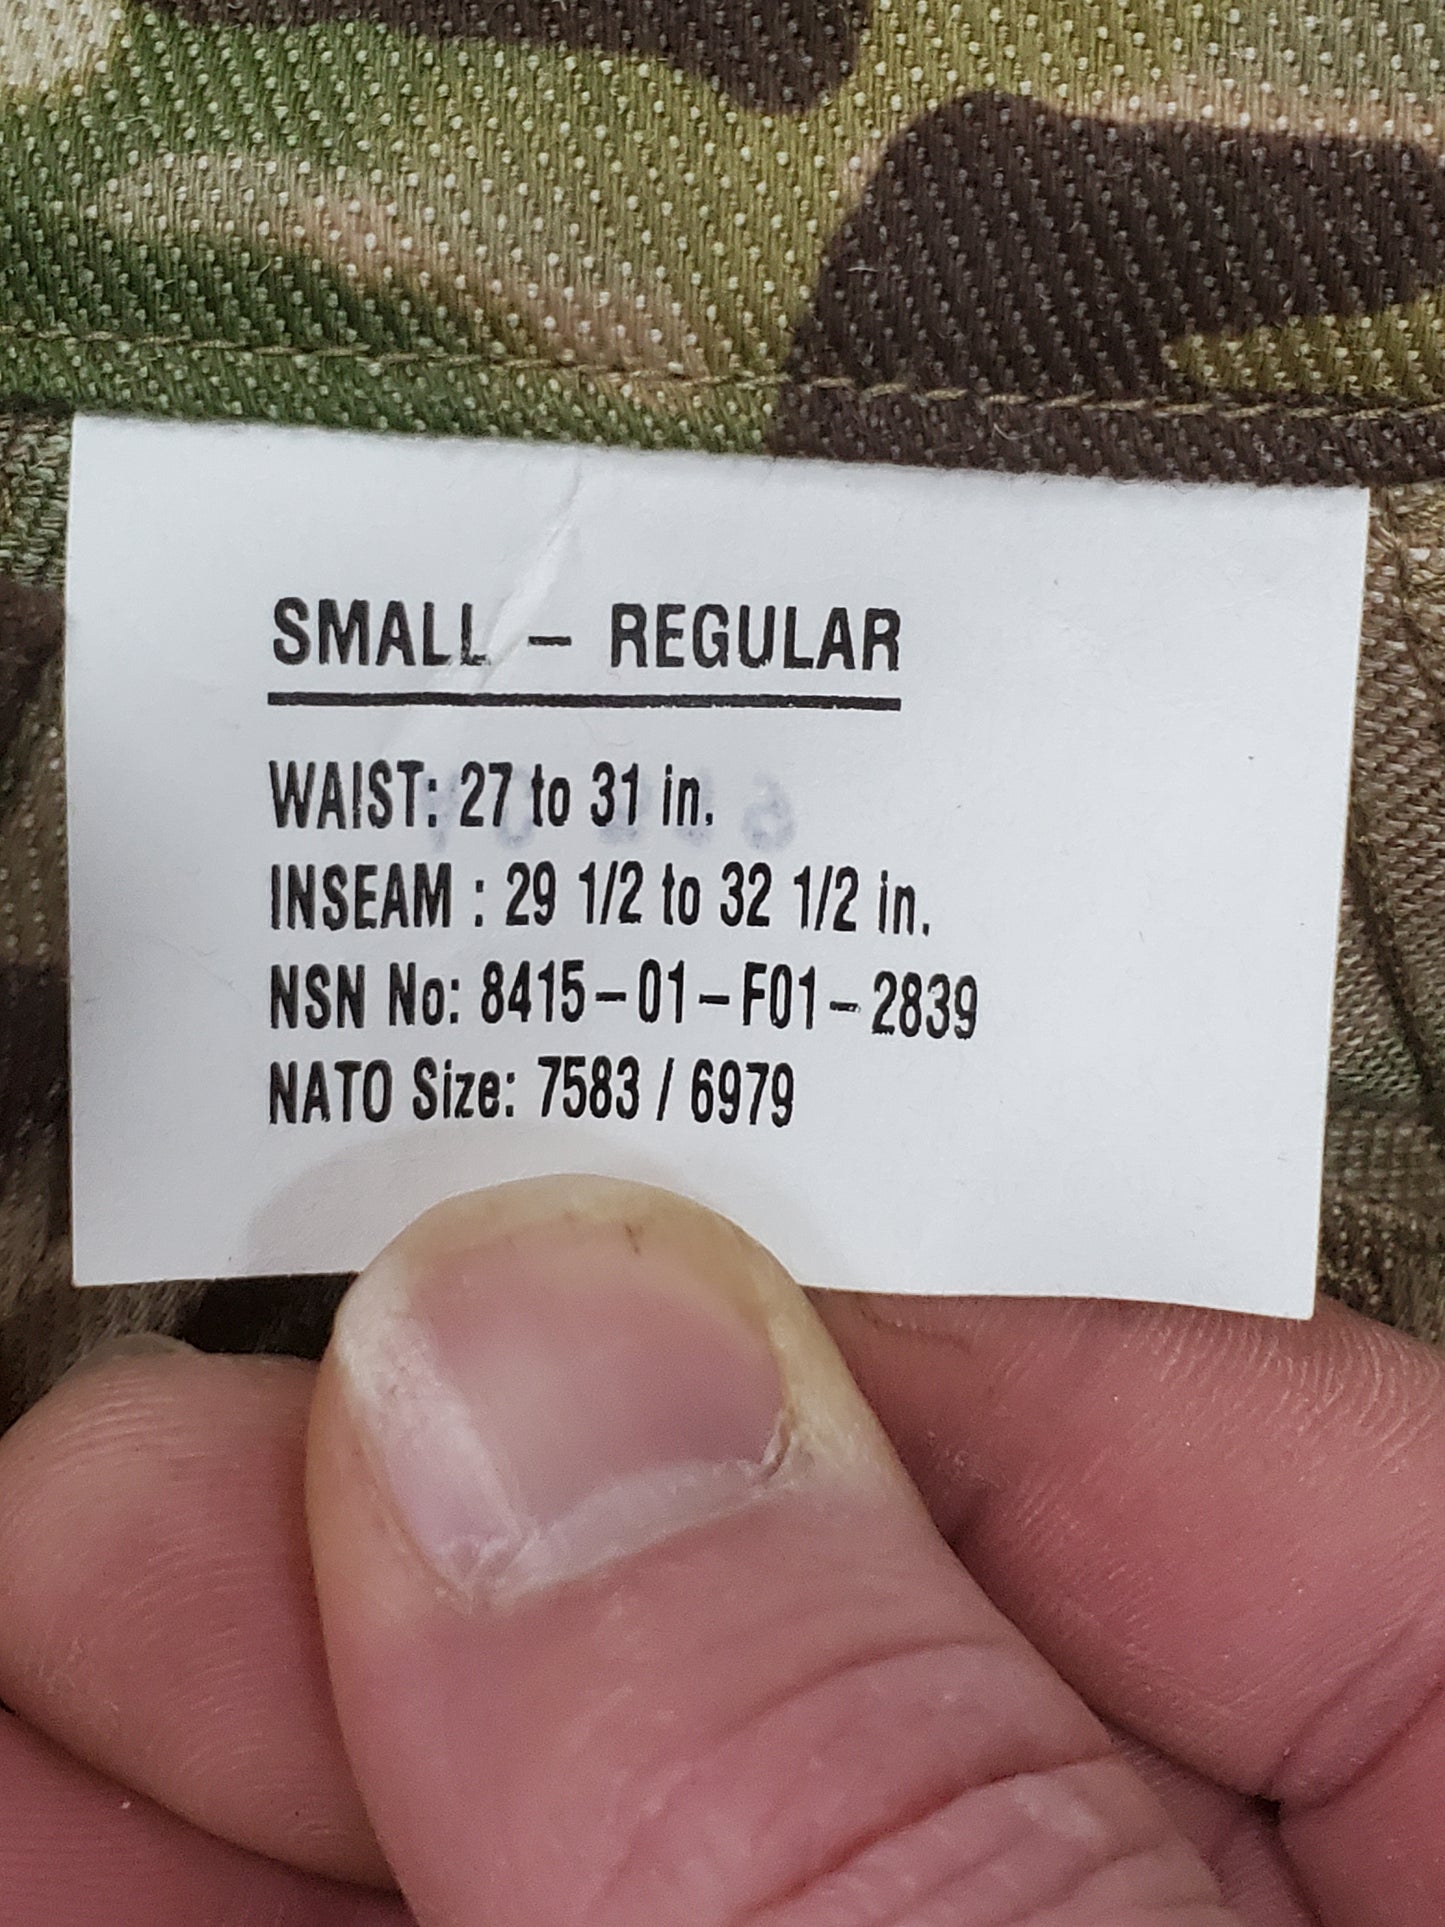 SMALL – REGULAR
WAIST: 27 to 31 in.
INSEAM : 29 1/2 to 32 1/2 in.
NSN No: 8415–01–F01–2839
NATO Size: 7583 / 6979